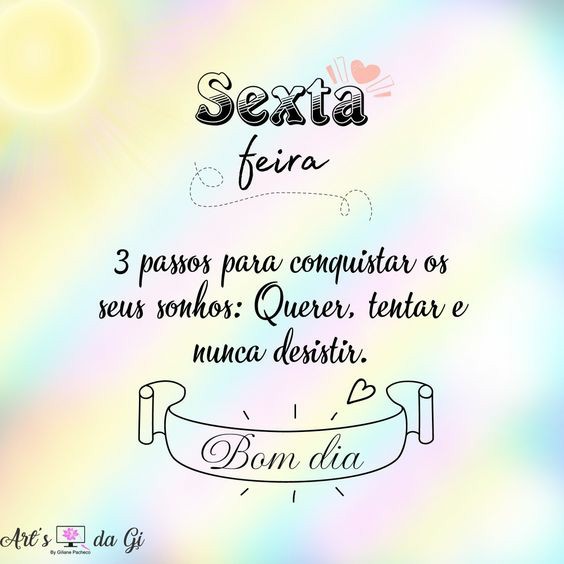 Sexta
feira
3 passos para conquistar os
seus sonhos: Querer, tentar e
nunca desistir.
Bom dia
Art's da Gi
By Giliane Pacheco